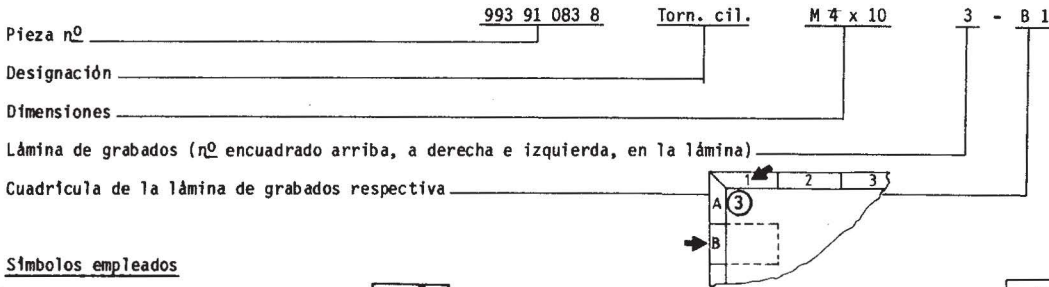 993 91 083 8 Torn. cil. M 4 x 10 3 - B 1
Pieza nº
Designación
Dimensiones
Lámina de grabados (nº encuadrado arriba, a derecha e izquierda, en la lámina)
Cuadrícula de la lámina de grabados respectiva
1 2 3
A 3
B
Símbolos empleados